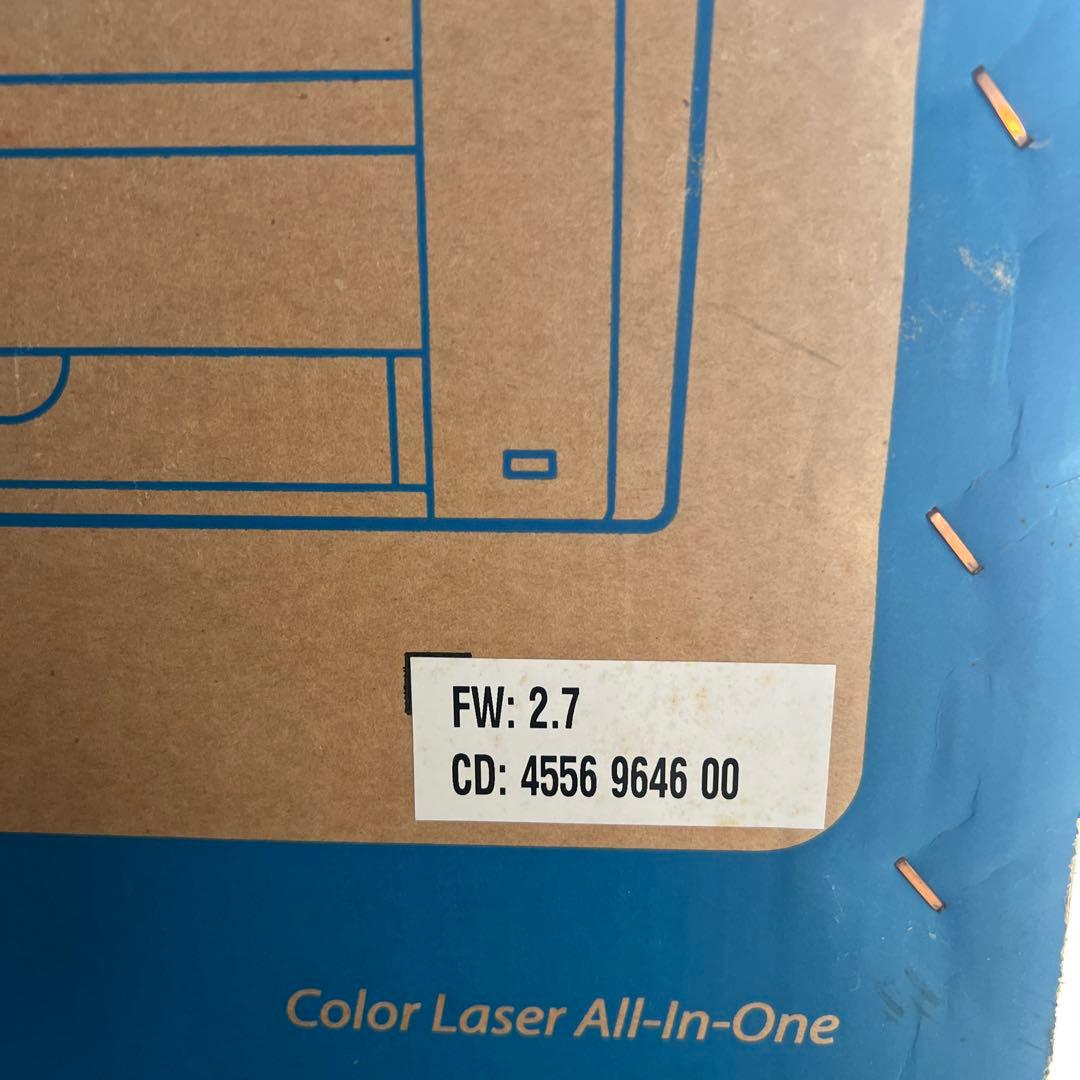 FW: 2.7
CD: 4556 9646 00
Color Laser All-In-One